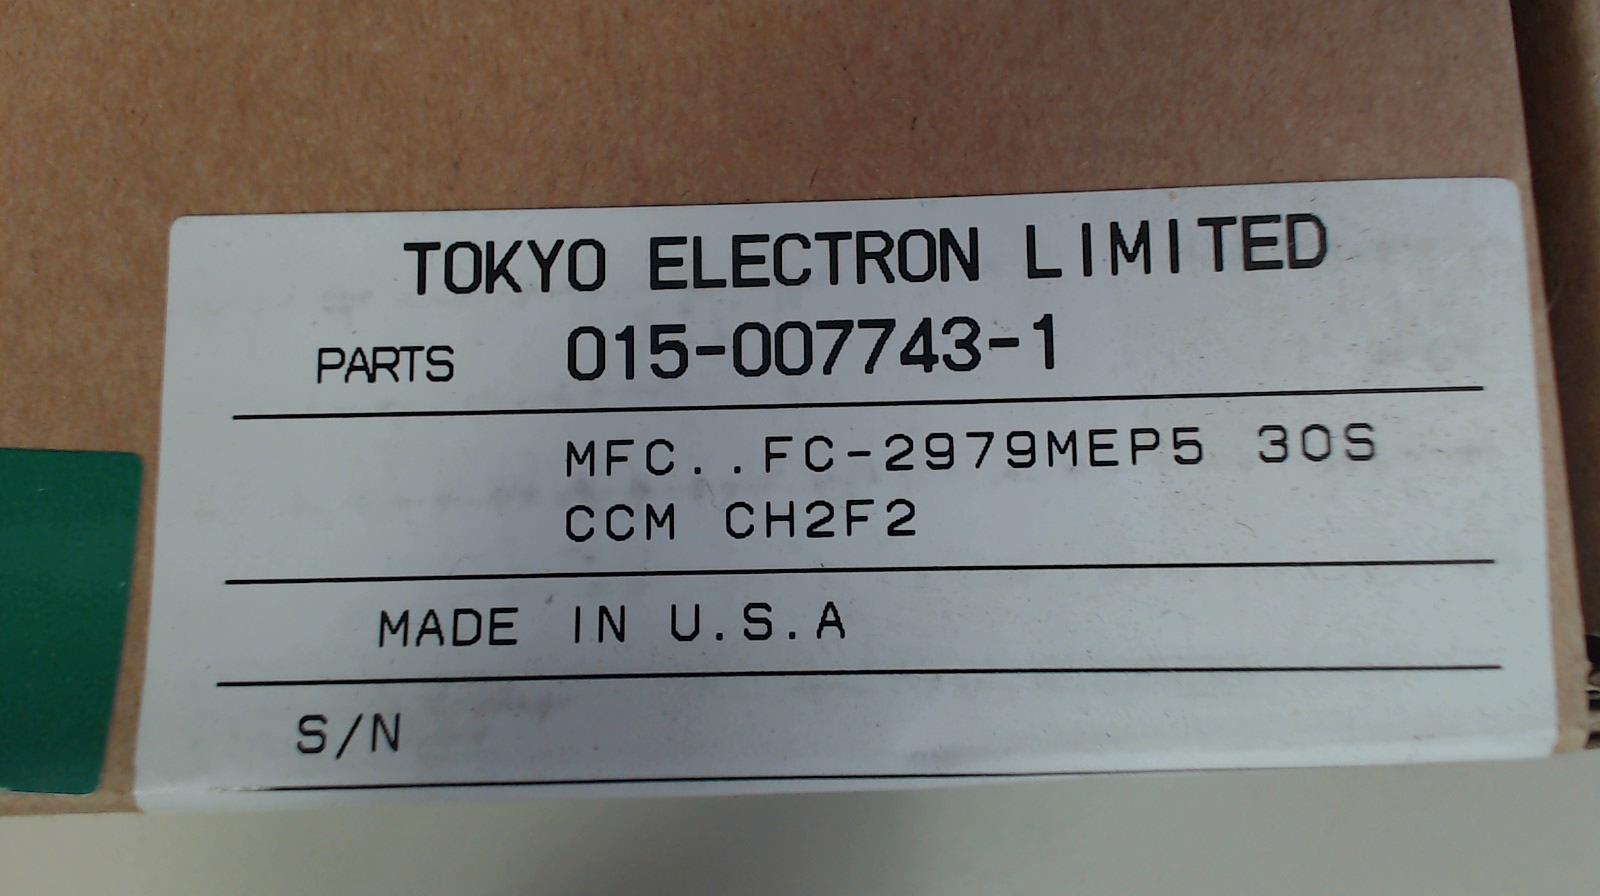 TOKYO ELECTRON LIMITED
PARTS 015-007743-1
MFC..FC-2979MEP5 30S
CCM CH2F2
MADE IN U.S.A
S/N